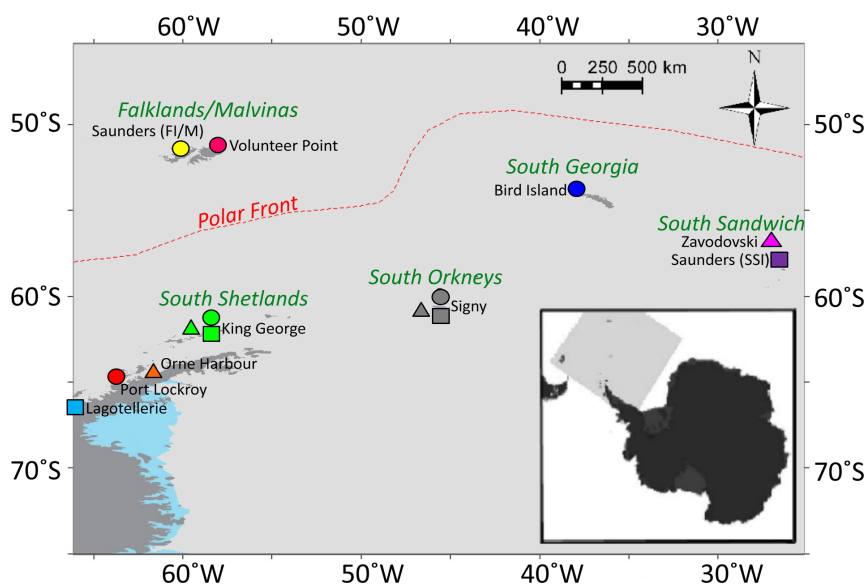 60°W
50°W
40°W
30°W
0
250
500 km
N
50°S
50°S
Falklands/Malvinas
Saunders (FI/M)
Volunteer Point
South Georgia
Bird Island
Polar Front
South Sandwich
Zavodovski
Saunders (SSI)
60°S
60°S
South Orkneys
Signy
South Shetlands
King George
Orne Harbour
Port Lockroy
Lagotellerie
70°S
70°S
60°W
50°W
40°W
30°W